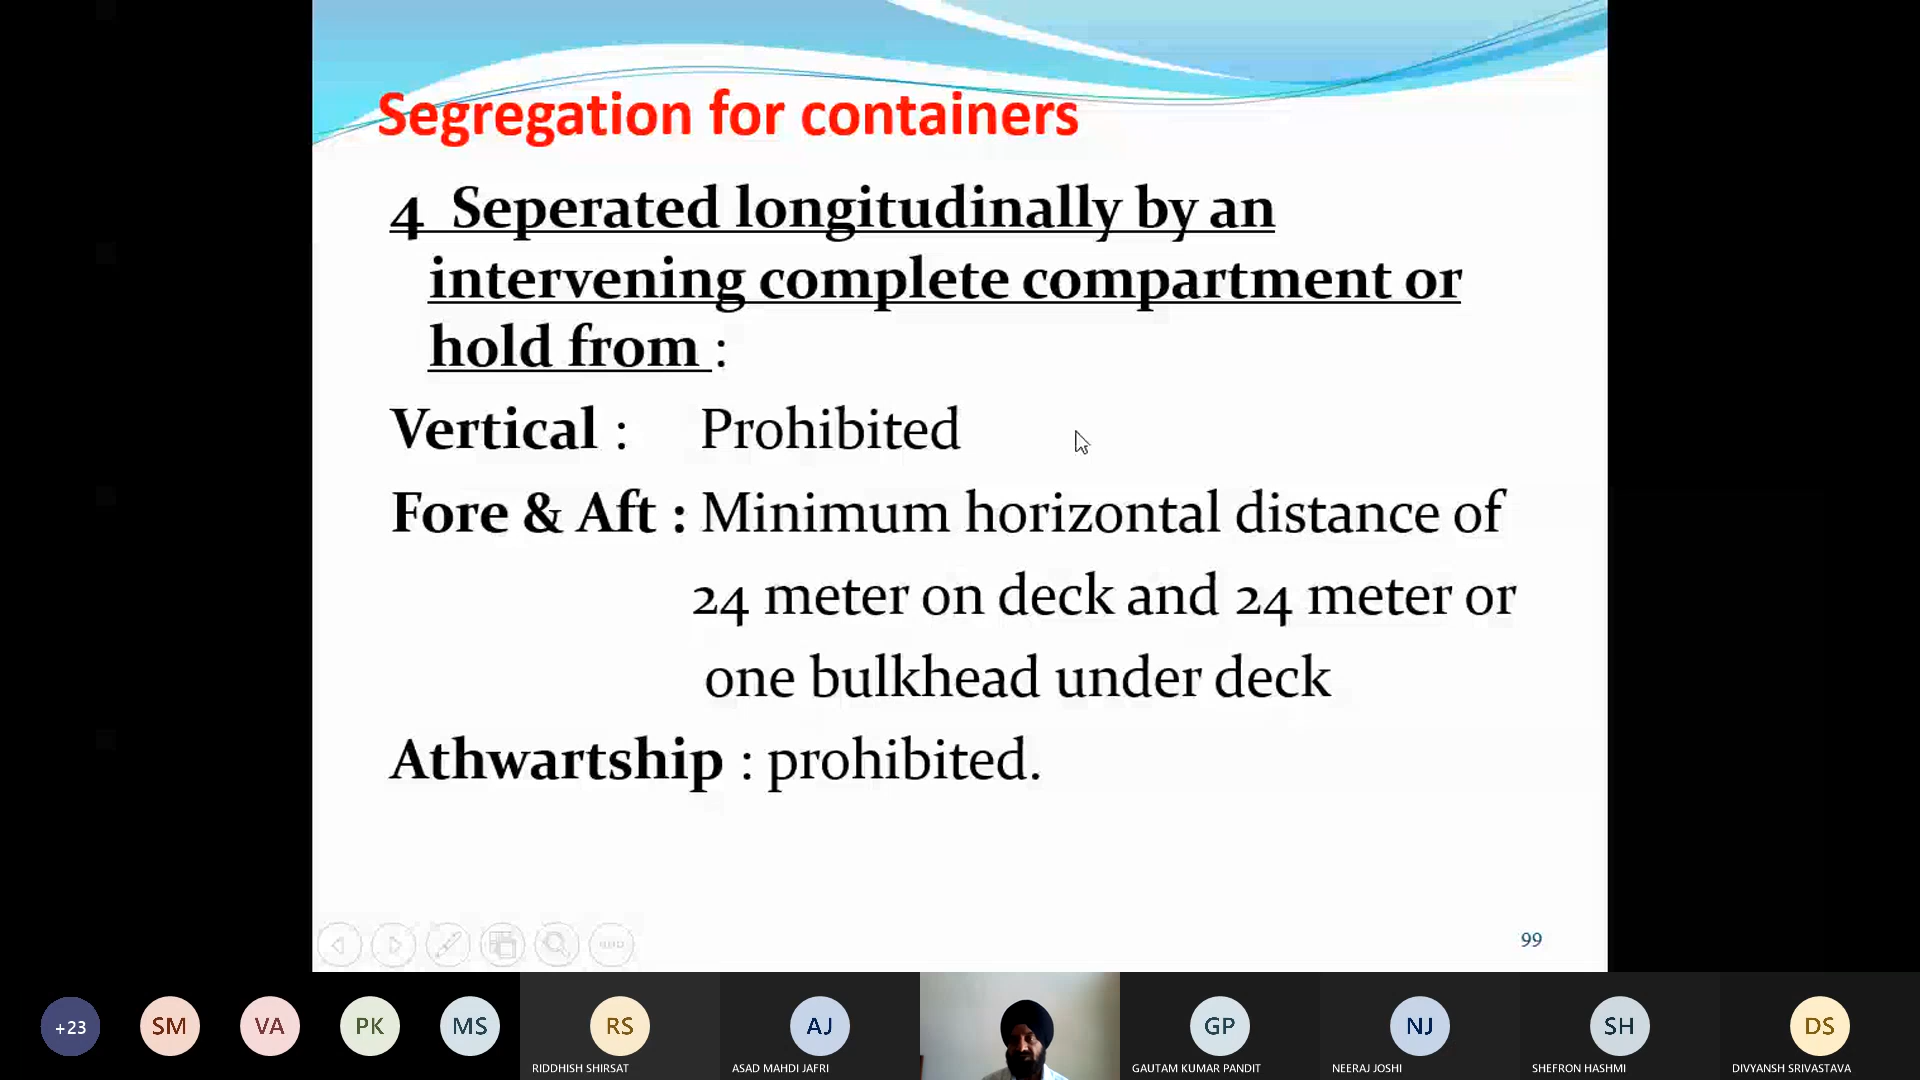 Segregation for containers
4 Seperated longitudinally by an
intervening complete compartment or
hold from :
Vertical : Prohibited
Fore & Aft : Minimum horizontal distance of
24 meter on deck and 24 meter or
one bulkhead under deck
Athwartship : prohibited.
99
+23 SM VA PK MS RS AJ GP NJ SH DS
RIDDHISH SHIRSAT ASAD MAHDI JAFRI GAUTAM KUMAR PANDIT NEERAJ JOSHI SHEFRON HASHMI DIVYANSH SRIVASTAVA